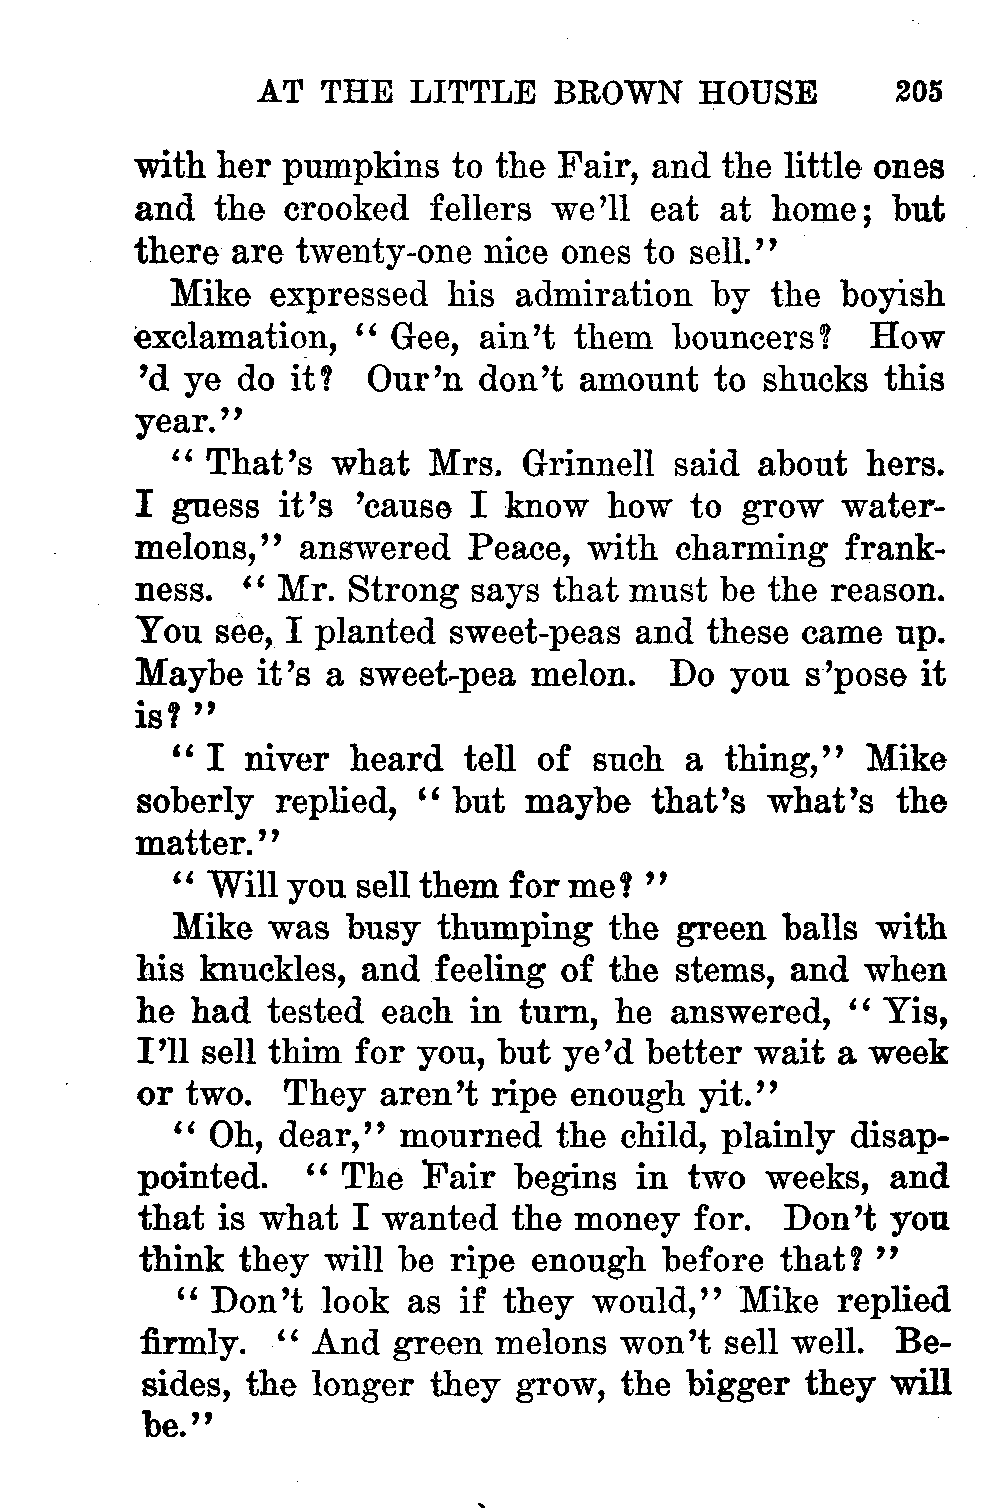 AT THE LITTLE BROWN HOUSE 205
with her pumpkins to the Fair, and the little ones
and the crooked fellers we'll eat at home; but
there are twenty-one nice ones to sell."
Mike expressed his admiration by the boyish
exclamation, " Gee, ain't them bouncers? How
'd ye do it? Our'n don't amount to shucks this
year."
" That's what Mrs. Grinnell said about hers.
I guess it's 'cause I know how to grow water-
melons," answered Peace, with charming frank-
ness. " Mr. Strong says that must be the reason.
You see, I planted sweet-peas and these came up.
Maybe it's a sweet-pea melon. Do you s'pose it
is? "
" I niver heard tell of such a thing," Mike
soberly replied, " but maybe that's what's the
matter."
" Will you sell them for me? "
Mike was busy thumping the green balls with
his knuckles, and feeling of the stems, and when
he had tested each in turn, he answered, " Yis,
I'll sell thim for you, but ye'd better wait a week
or two. They aren't ripe enough yit."
" Oh, dear," mourned the child, plainly disap-
pointed. " The Fair begins in two weeks, and
that is what I wanted the money for. Don't you
think they will be ripe enough before that? "
" Don't look as if they would," Mike replied
firmly. " And green melons won't sell well. Be-
sides, the longer they grow, the bigger they will
be."